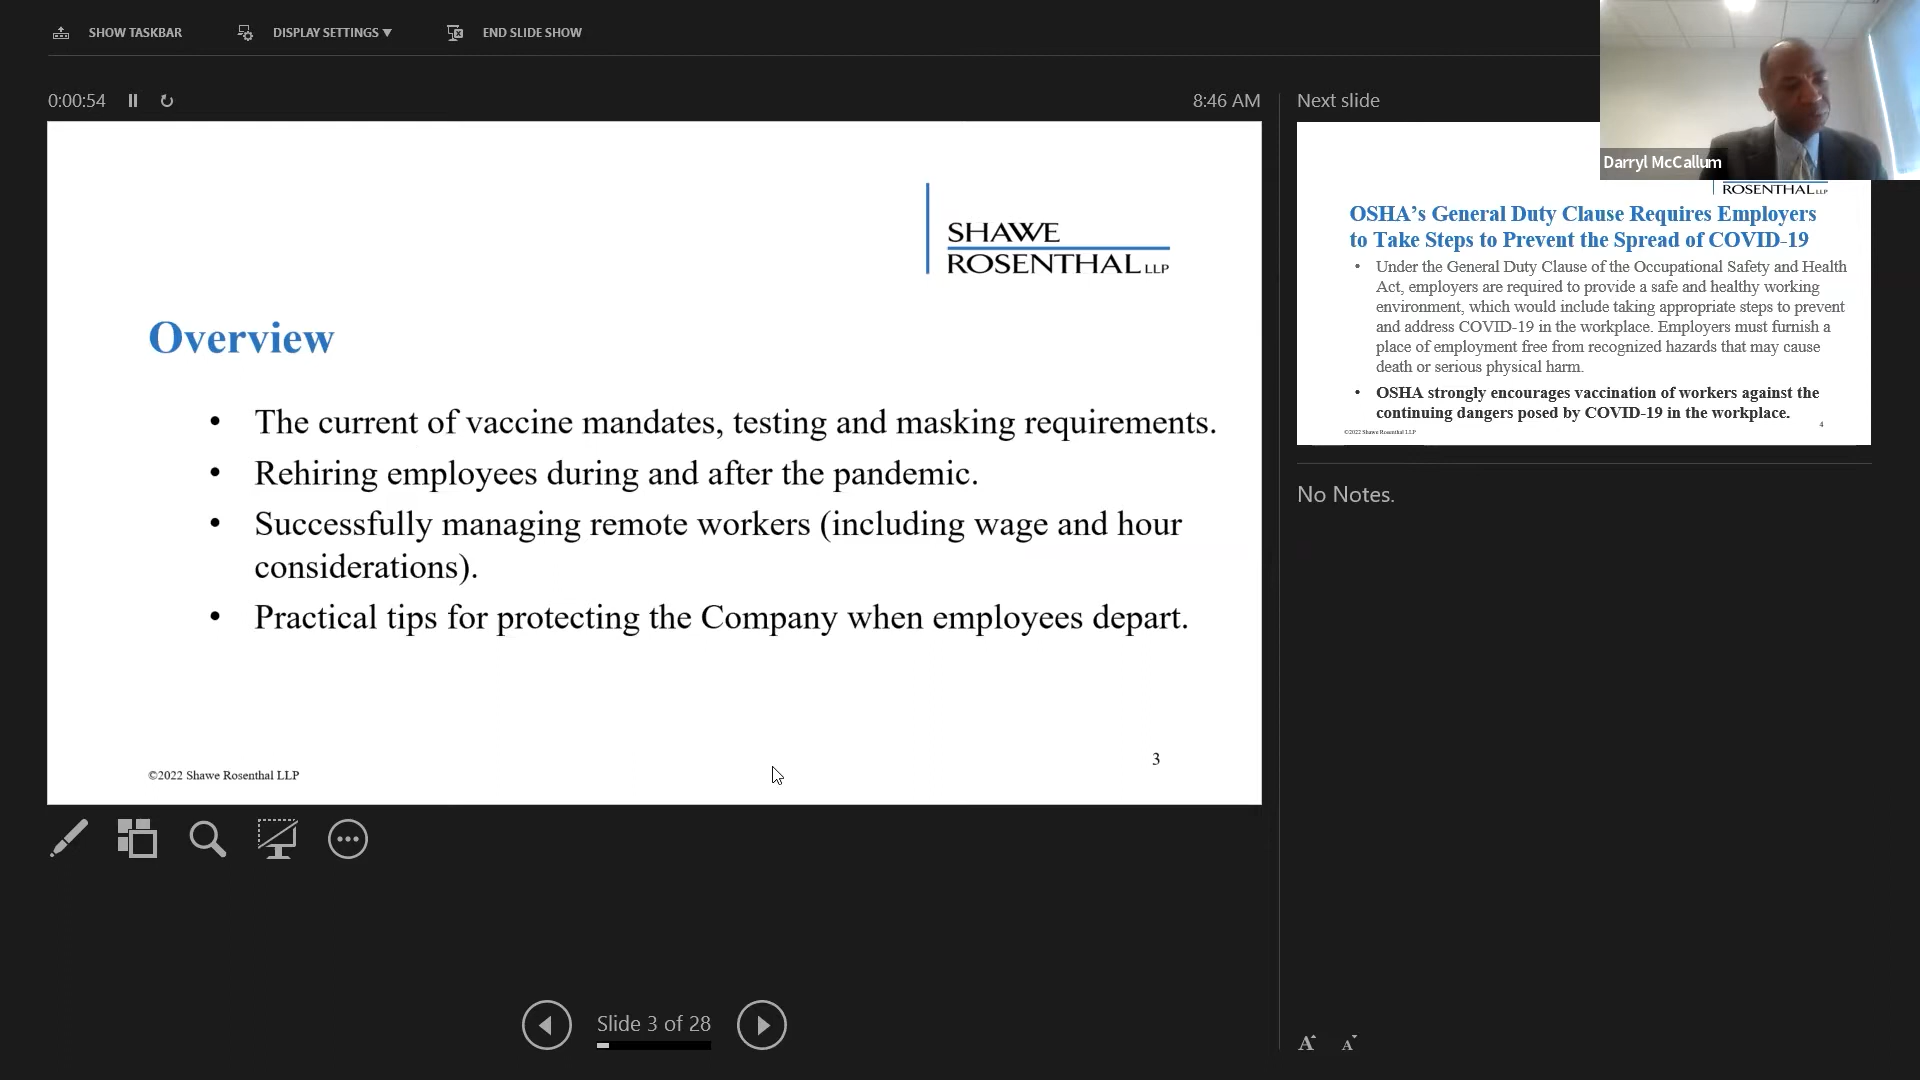 SHOW TASKBAR
DISPLAY SETTINGS ▼
END SLIDE SHOW
0:00:54
8:46 AM
SHAWE
ROSENTHAL LLP
Overview
• The current of vaccine mandates, testing and masking requirements.
• Rehiring employees during and after the pandemic.
• Successfully managing remote workers (including wage and hour
considerations).
• Practical tips for protecting the Company when employees depart.
3
©2022 Shawe Rosenthal LLP
Slide 3 of 28
Next slide
Darryl McCallum
ROSENTHAL LLP
OSHA’s General Duty Clause Requires Employers
to Take Steps to Prevent the Spread of COVID-19
• Under the General Duty Clause of the Occupational Safety and Health
Act, employers are required to provide a safe and healthy working
environment, which would include taking appropriate steps to prevent
and address COVID-19 in the workplace. Employers must furnish a
place of employment free from recognized hazards that may cause
death or serious physical harm.
• OSHA strongly encourages vaccination of workers against the
continuing dangers posed by COVID-19 in the workplace.
4
©2022 Shawe Rosenthal LLP
No Notes.
A A